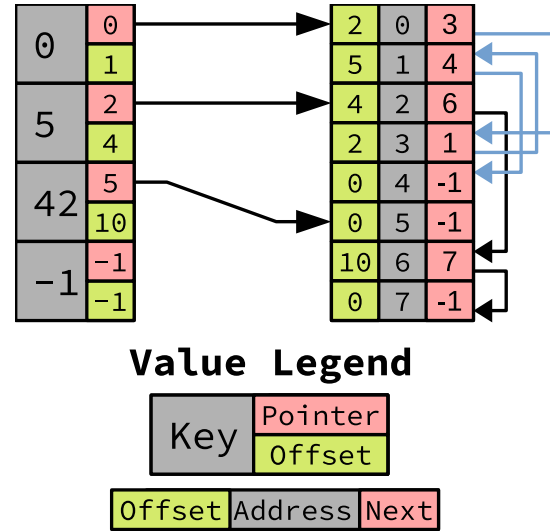 0 0 2 0 3
1 5 1 4
5 2 4 2 6
4 2 3 1
42 5 0 4 -1
10 0 5 -1
-1 -1 10 6 7
-1 0 7 -1
Value Legend
Key Pointer
Offset
Offset Address Next